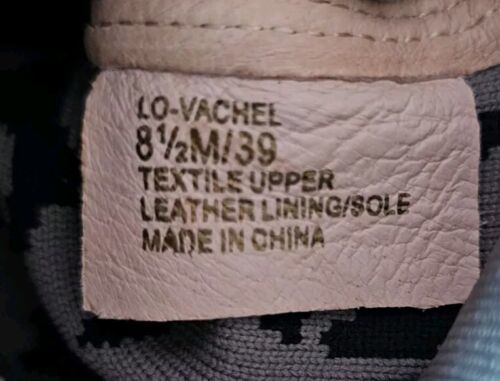 LO-VACHEL
8½M/39
TEXTILE UPPER
LEATHER LINING/SOLE
MADE IN CHINA